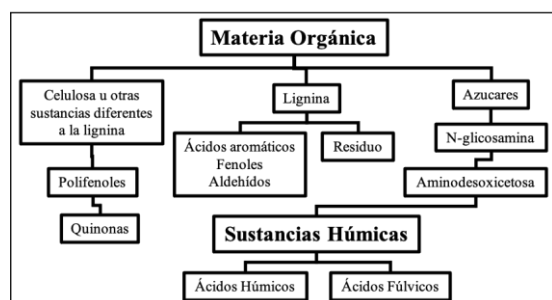 Materia Orgánica
Celulosa u otras
sustancias diferentes
a la lignina
Lignina
Azucares
Ácidos aromáticos
Fenoles
Aldehídos
Residuo
N-glicosamina
Polifenoles
Aminodesoxicetosa
Quinonas
Sustancias Húmicas
Ácidos Húmicos
Ácidos Fúlvicos